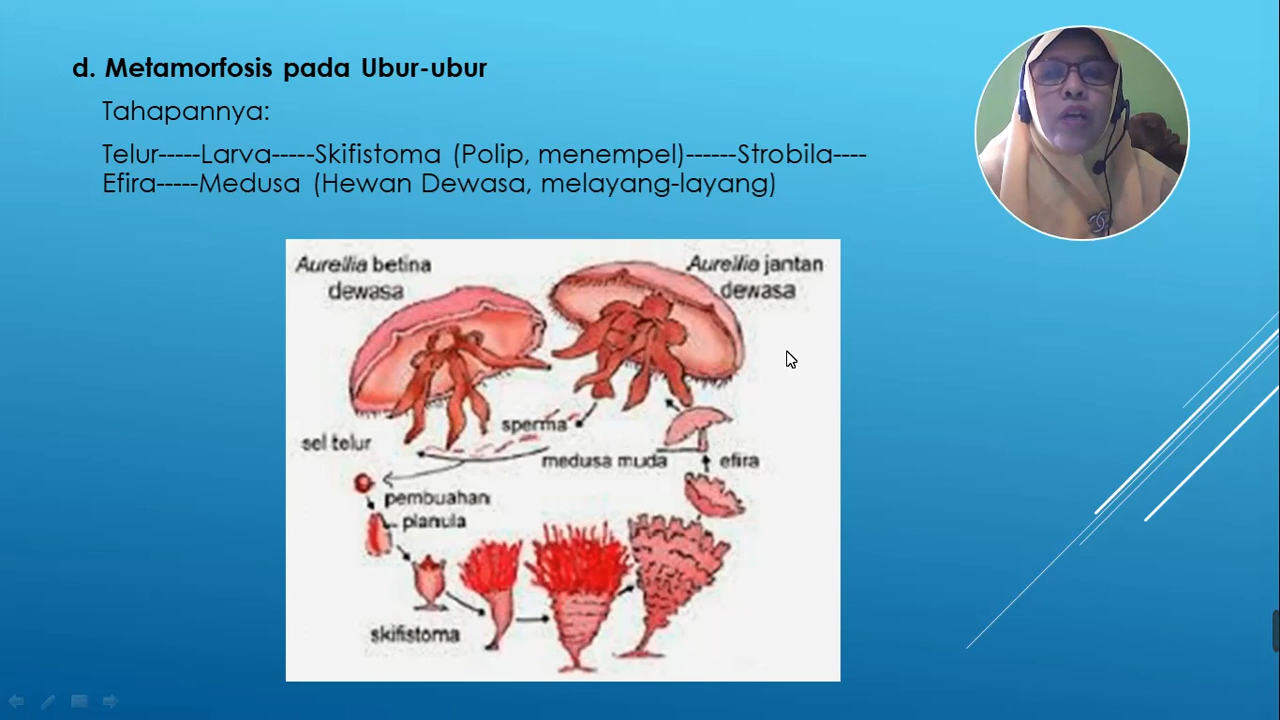 d. Metamorfosis pada Ubur-ubur
Tahapannya:
Telur-----Larva-----Skifistoma (Polip, menempel)------Strobila----
Efira-----Medusa (Hewan Dewasa, melayang-layang)
Aurellia betina
dewasa
Aurellia jantan
dewasa
sperma
sel telur
medusa muda
efira
pembuahan
planula
skifistoma